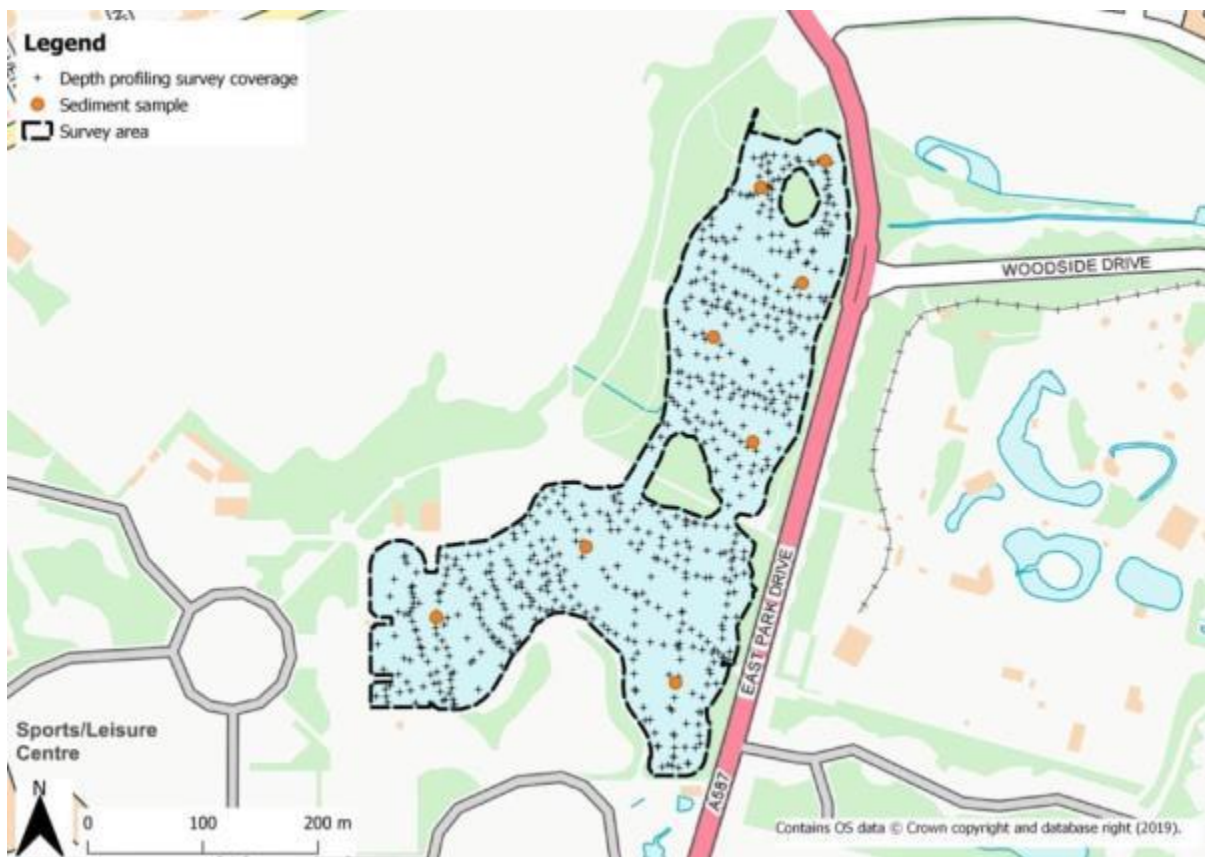 Legend
Depth profiling survey coverage
Sediment sample
Survey area
WOODSIDE DRIVE
EAST PARK DRIVE
Sports/Leisure
Centre
N
0 100 200 m
A587
Contains OS data © Crown copyright and database right (2019).